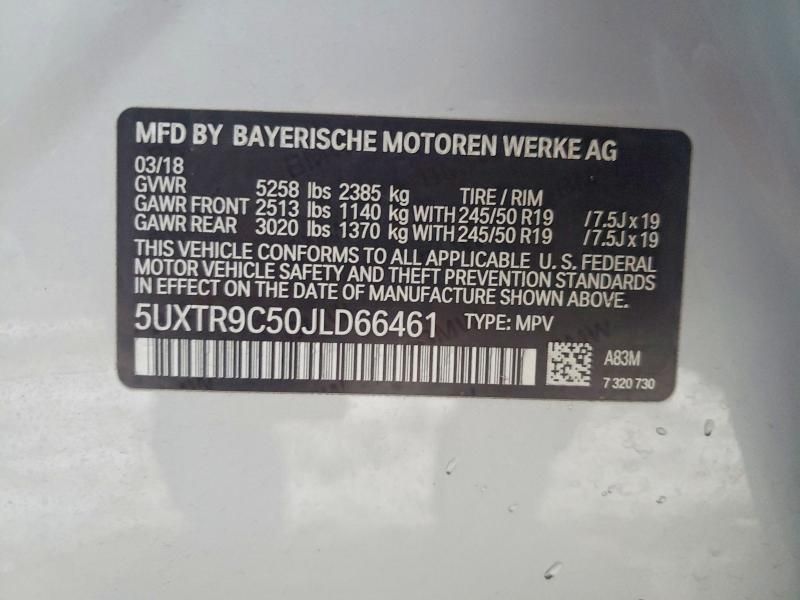 MFD BY BAYERISCHE MOTOREN WERKE AG
03/18
GVWR 5258 lbs 2385 kg TIRE / RIM
GAWR FRONT 2513 lbs 1140 kg WITH 245/50 R19 /7.5J x 19
GAWR REAR 3020 lbs 1370 kg WITH 245/50 R19 /7.5J x 19
THIS VEHICLE CONFORMS TO ALL APPLICABLE U. S. FEDERAL
MOTOR VEHICLE SAFETY AND THEFT PREVENTION STANDARDS
IN EFFECT ON THE DATE OF MANUFACTURE SHOWN ABOVE.
5UXTR9C50JLD66461 TYPE: MPV
A83M
7 320 730